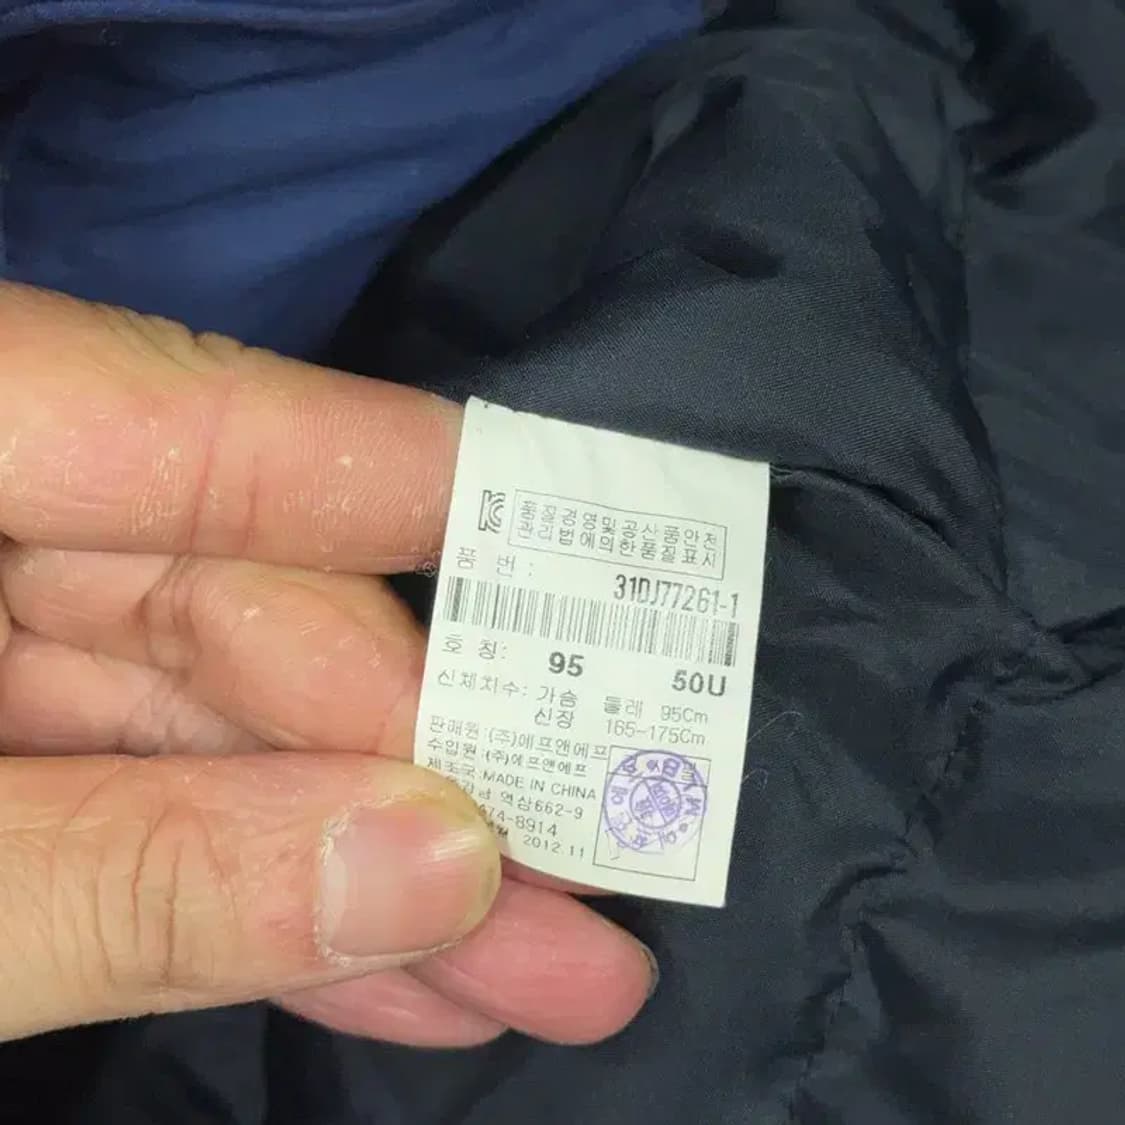 품질경영및공산품안전
관리법에의한품질표시
품 번 :
31DJ77261-1
호 칭: 95 50U
신체치수: 가슴 둘레 95Cm
신장 165-175Cm
판매원 :(주)에프앤에프
수입원 :(주)에프앤에프
제조국:MADE IN CHINA
역삼662-9
474-8914
2012.11